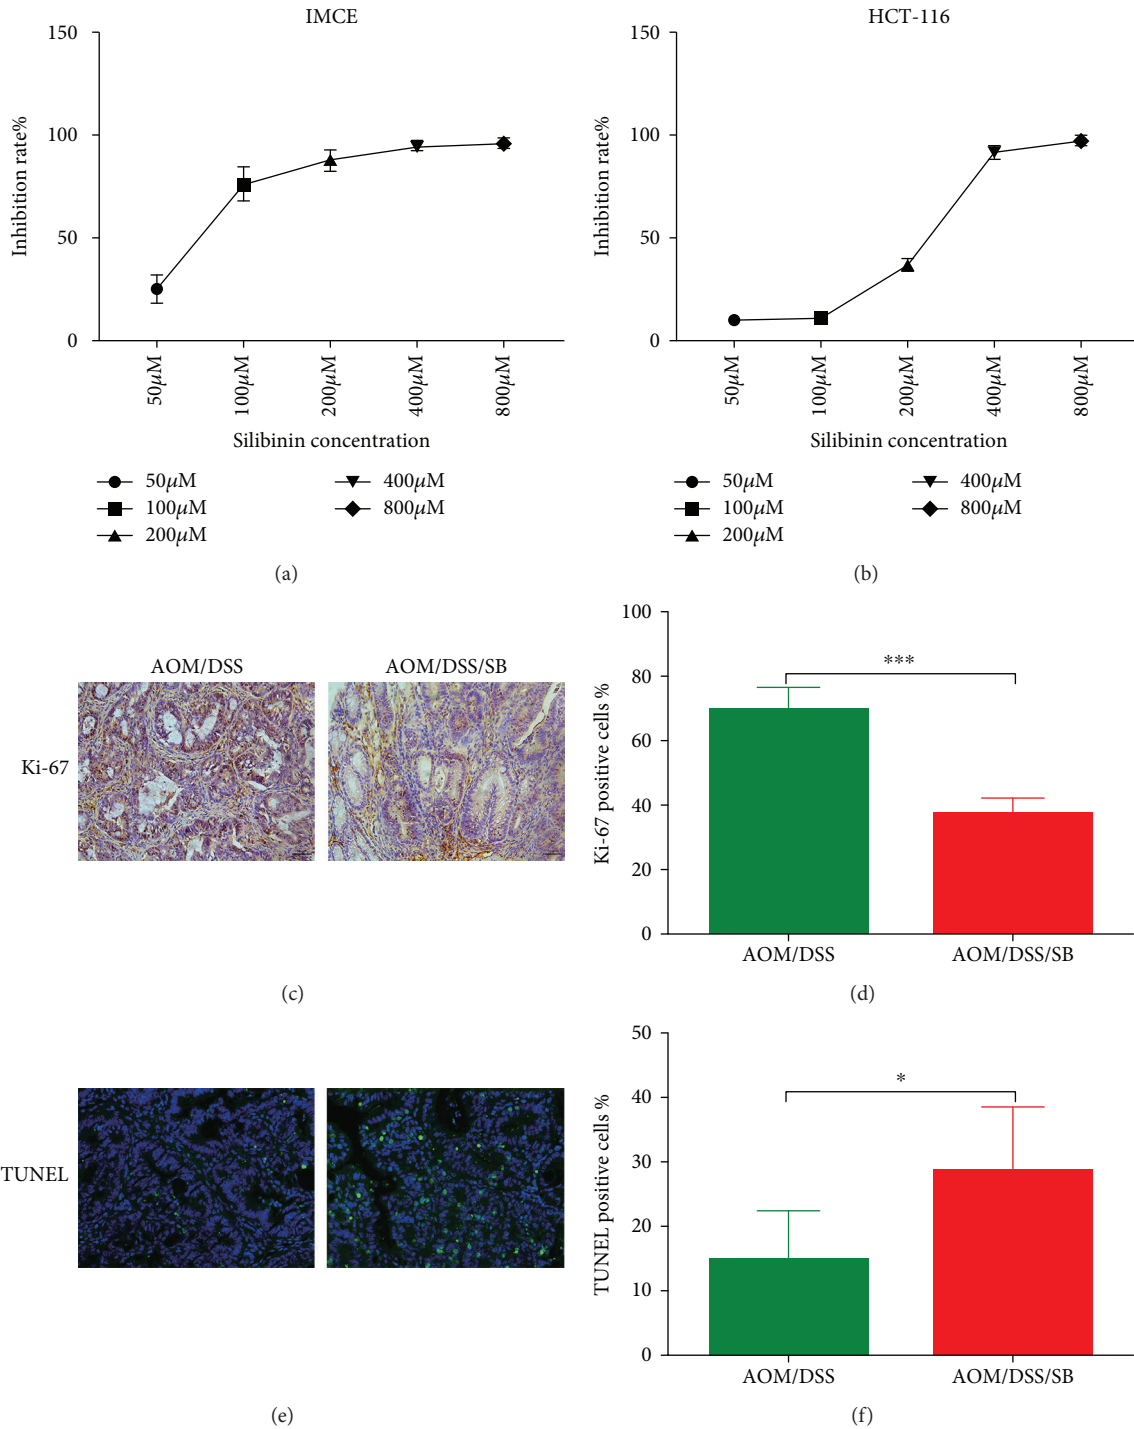 IMCE
150
100
50
0
Inhibition rate%
50µM
100µM
200µM
400µM
800µM
Silibinin concentration
50µM
100µM
200µM
400µM
800µM
(a)
HCT-116
150
100
50
0
Inhibition rate%
50µM
100µM
200µM
400µM
800µM
Silibinin concentration
50µM
100µM
200µM
400µM
800µM
(b)
AOM/DSS
AOM/DSS/SB
Ki-67
(c)
100
80
60
40
20
0
Ki-67 positive cells %
***
AOM/DSS
AOM/DSS/SB
(d)
TUNEL
(e)
50
40
30
20
10
0
TUNEL positive cells %
*
AOM/DSS
AOM/DSS/SB
(f)